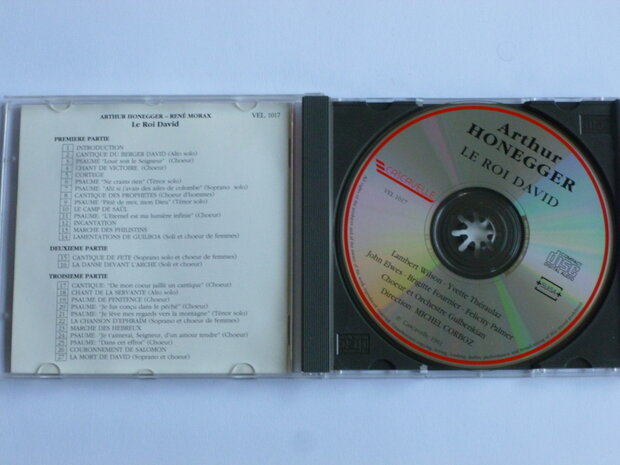 ARTHUR HONEGGER – RENÉ MORAX VEL 1017
Le Roi David
PREMIERE PARTIE
1 INTRODUCTION
2 CANTIQUE DU BERGER DAVID (Alto solo)
3 PSAUME "Loué soit le Seigneur" (Choeur)
4 CHANT DE VICTOIRE (Choeur)
5 CORTEGE
6 PSAUME "Ne crains rien" (Ténor solo)
7 PSAUME "Ah! si j'avais des ailes de colombe" (Soprano solo)
8 CANTIQUE DES PROPHETES (Choeur d'hommes)
9 PSAUME "Pitié de moi, mon Dieu" (Ténor solo)
10 LE CAMP DE SAÜL
11 PSAUME "L'Eternel est ma lumière infinie" (Choeur)
12 INCANTATION
13 MARCHE DES PHILISTINS
14 LAMENTATIONS DE GUILBOA (Soli et choeur de femmes)
DEUXIEME PARTIE
15 CANTIQUE DE FETE (Soprano solo et choeur de femmes)
16 LA DANSE DEVANT L'ARCHE (Soli et choeur)
TROISIEME PARTIE
17 CANTIQUE: "De mon coeur jaillit un cantique" (Choeur)
18 CHANT DE LA SERVANTE (Alto solo)
19 PSAUME DE PENITENCE (Choeur)
20 PSAUME "Je fus conçu dans le péché" (Choeur)
21 PSAUME "Je lève mes regards vers la montagne" (Ténor solo)
22 LA CHANSON D'EPHRAÏM (Soprano et choeur de femmes)
23 MARCHE DES HEBREUX
24 PSAUME "Je t'aimerai, Seigneur, d'un amour tendre" (Choeur)
25 PSAUME "Dans cet effroi" (Choeur)
26 COURONNEMENT DE SALOMON
27 LA MORT DE DAVID (Soprano et Choeur)
Arthur
HONEGGER
LE ROI DAVID
CASCAVELLE
VEL 1017
COMPACT
disc
DIGITAL AUDIO
SUISA
Lambert Wilson · Yvette Théraulaz
John Elwes · Brigitte Fournier · Felicity Palmer
Choeur et Orchestre Gulbenkian
Direction: MICHEL CORBOZ
Cascavelle 1991